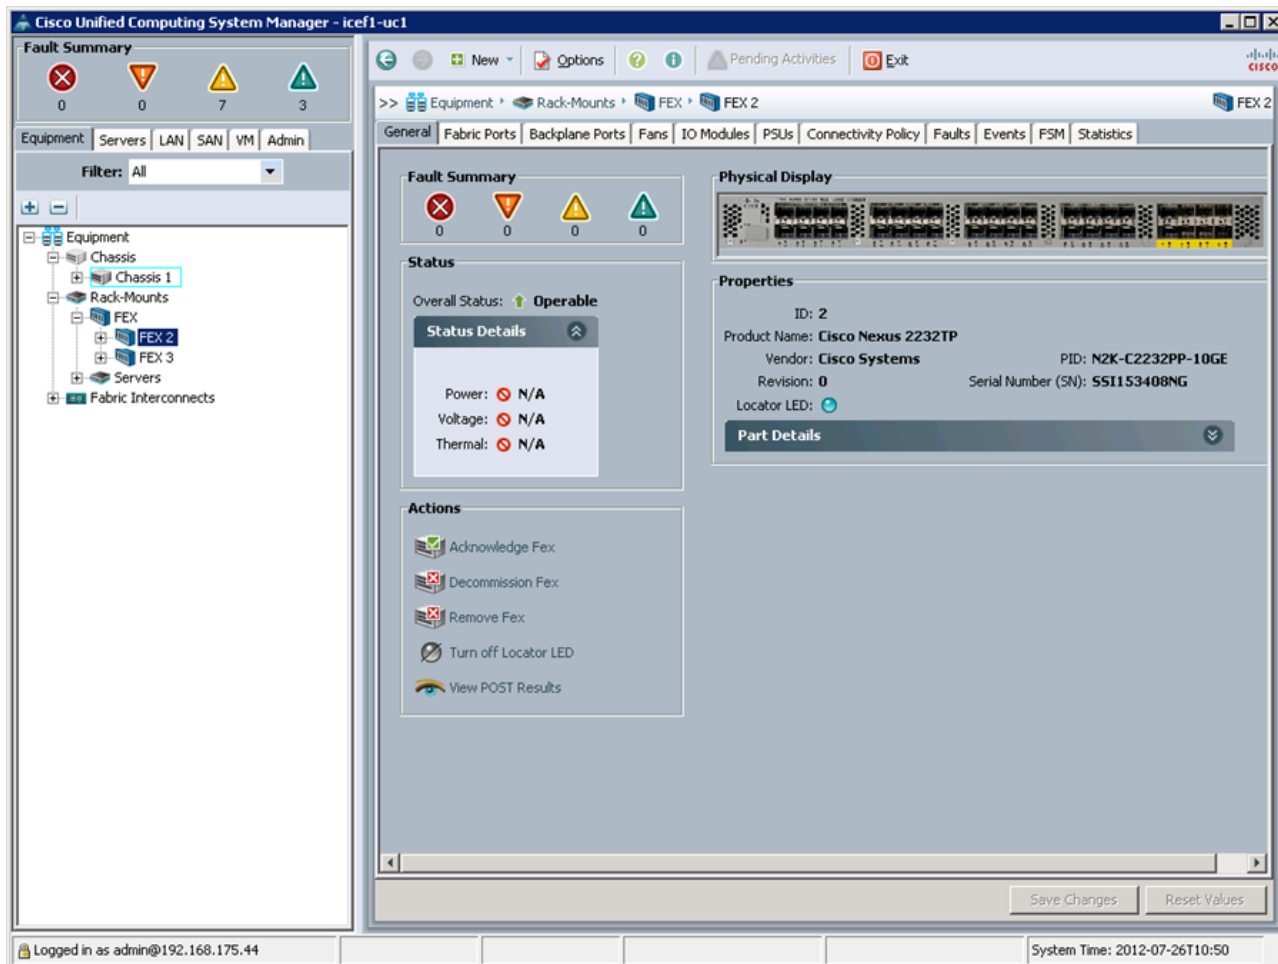 Cisco Unified Computing System Manager - icef1-uc1
Fault Summary
0 0 7 3
Equipment Servers LAN SAN VM Admin
Filter: All
Equipment
Chassis
Chassis 1
Rack-Mounts
FEX
FEX 2
FEX 3
Servers
Fabric Interconnects
New Options Pending Activities Exit
CISCO
>> Equipment Rack-Mounts FEX FEX 2 FEX 2
General Fabric Ports Backplane Ports Fans IO Modules PSUs Connectivity Policy Faults Events FSM Statistics
Fault Summary
0 0 0 0
Status
Overall Status: Operable
Status Details
Power: N/A
Voltage: N/A
Thermal: N/A
Actions
Acknowledge Fex
Decommission Fex
Remove Fex
Turn off Locator LED
View POST Results
Physical Display
Properties
ID: 2
Product Name: Cisco Nexus 2232TP
Vendor: Cisco Systems PID: N2K-C2232PP-10GE
Revision: 0 Serial Number (SN): SSI153408NG
Locator LED:
Part Details
Save Changes Reset Values
Logged in as admin@192.168.175.44 System Time: 2012-07-26T10:50